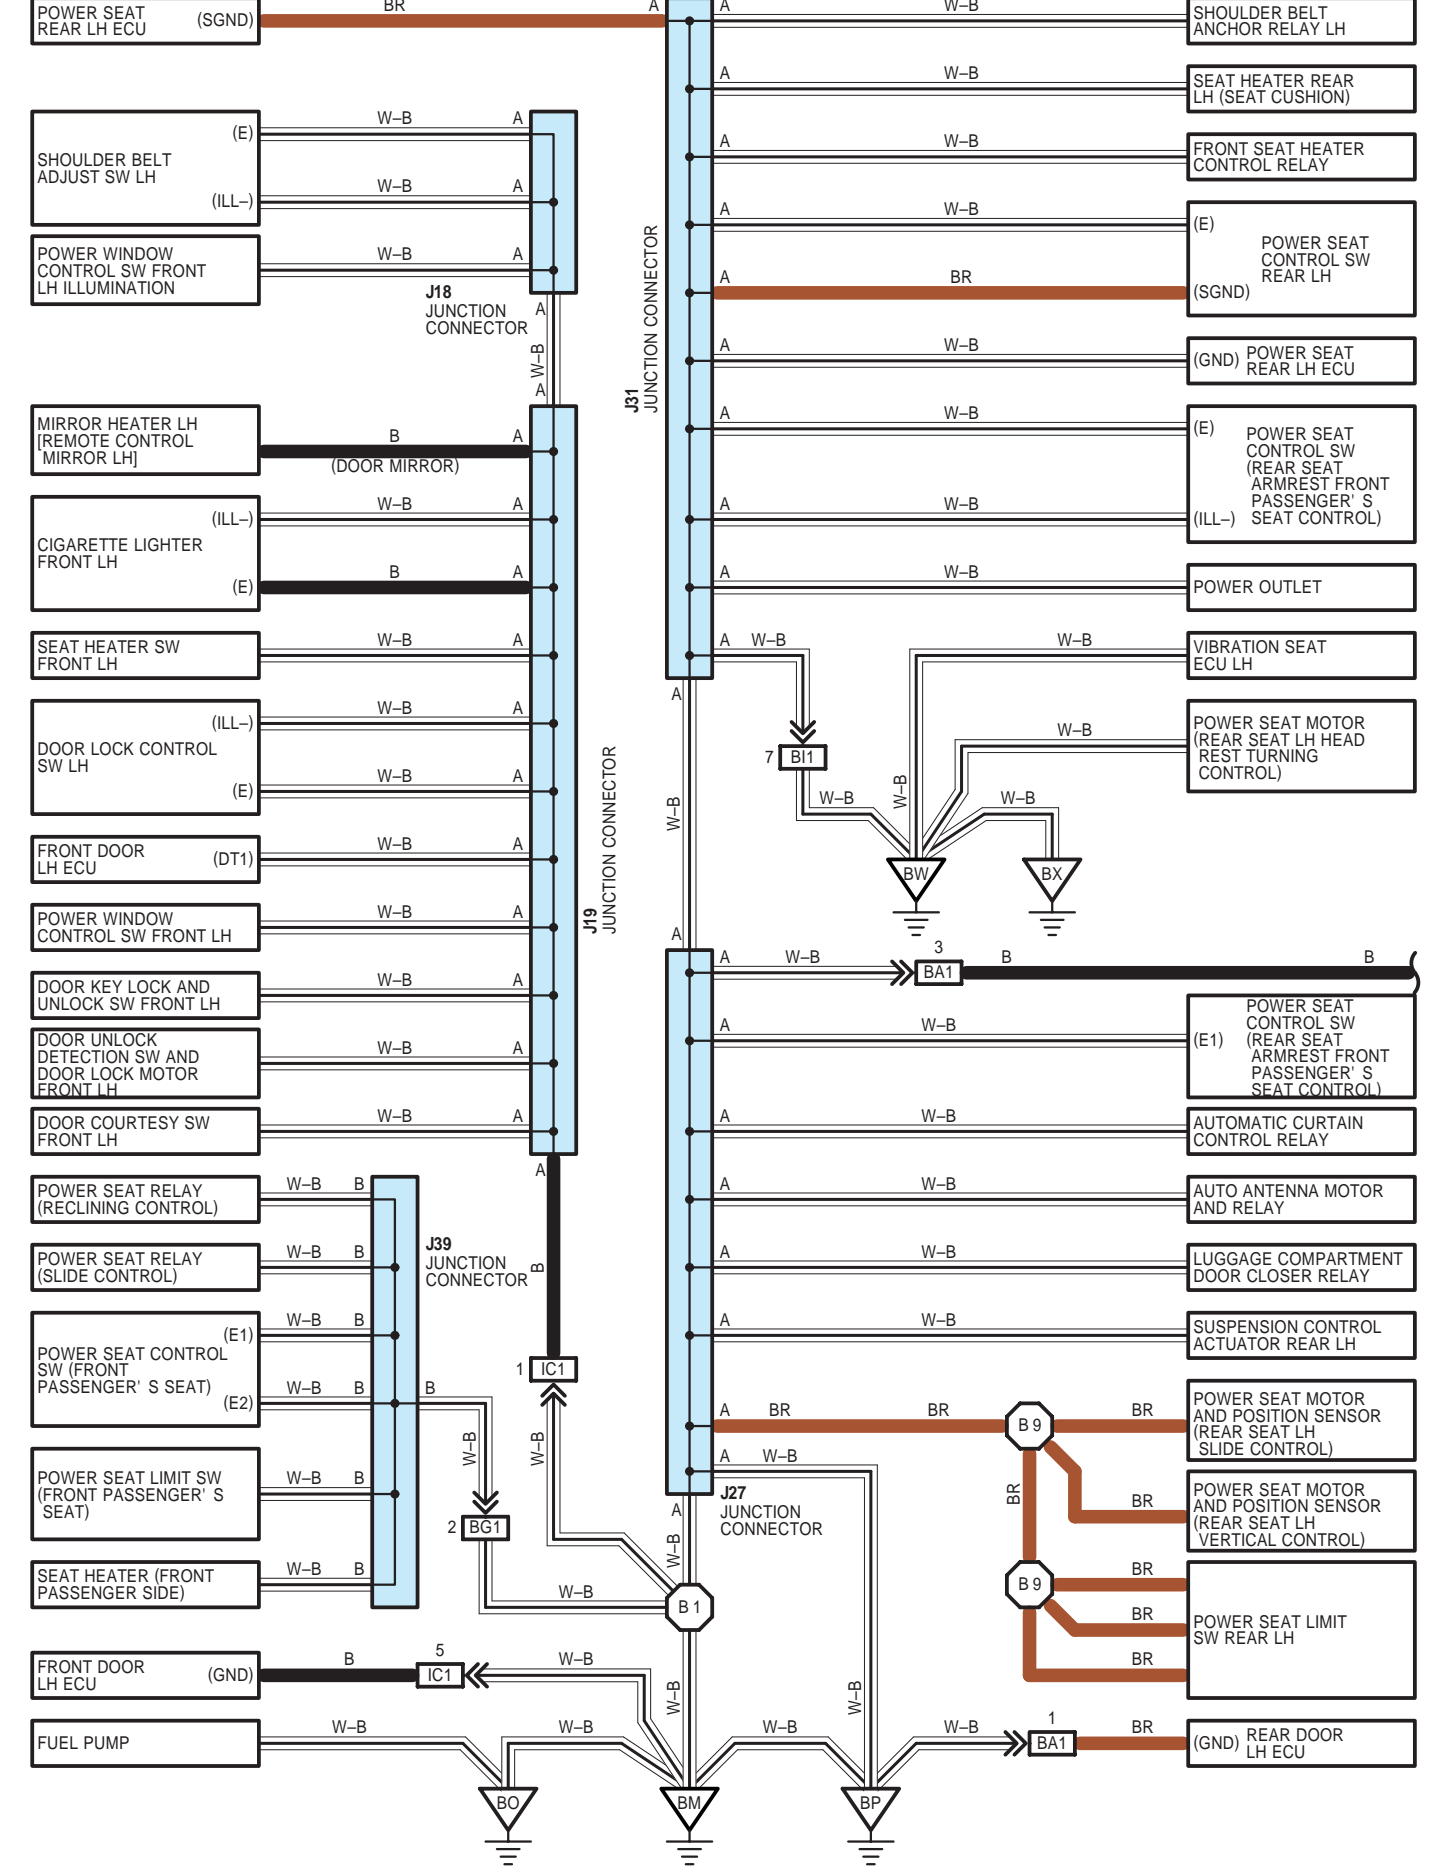 POWER SEAT
REAR LH ECU
(SGND)
BR
A
A
W–B
SHOULDER BELT
ANCHOR RELAY LH
A
W–B
SEAT HEATER REAR
LH (SEAT CUSHION)
A
W–B
FRONT SEAT HEATER
CONTROL RELAY
A
W–B
(E)
POWER SEAT
CONTROL SW
REAR LH
A
BR
(SGND)
A
W–B
(GND)
POWER SEAT
REAR LH ECU
A
W–B
(E)
POWER SEAT
CONTROL SW
(REAR SEAT
ARMREST FRONT
PASSENGER' S
SEAT CONTROL)
A
W–B
(ILL–)
A
W–B
POWER OUTLET
J31
JUNCTION CONNECTOR
SHOULDER BELT
ADJUST SW LH
(E)
W–B
A
(ILL–)
W–B
A
POWER WINDOW
CONTROL SW FRONT
LH ILLUMINATION
W–B
A
J18
JUNCTION
CONNECTOR
A
W–B
A
MIRROR HEATER LH
[REMOTE CONTROL
MIRROR LH]
B
(DOOR MIRROR)
A
CIGARETTE LIGHTER
FRONT LH
(ILL–)
W–B
A
(E)
B
A
SEAT HEATER SW
FRONT LH
W–B
A
DOOR LOCK CONTROL
SW LH
(ILL–)
W–B
A
(E)
W–B
A
FRONT DOOR
LH ECU
(DT1)
W–B
A
POWER WINDOW
CONTROL SW FRONT LH
W–B
A
DOOR KEY LOCK AND
UNLOCK SW FRONT LH
W–B
A
DOOR UNLOCK
DETECTION SW AND
DOOR LOCK MOTOR
FRONT LH
W–B
A
DOOR COURTESY SW
FRONT LH
W–B
A
J19
JUNCTION CONNECTOR
A
B
1
IC1
W–B
A
W–B
7
BI1
W–B
W–B
W–B
VIBRATION SEAT
ECU LH
W–B
POWER SEAT MOTOR
(REAR SEAT LH HEAD
REST TURNING
CONTROL)
W–B
BW
BX
A
W–B
A
A
W–B
3
BA1
B
B
A
W–B
(E1)
POWER SEAT
CONTROL SW
(REAR SEAT
ARMREST FRONT
PASSENGER' S
SEAT CONTROL)
A
W–B
AUTOMATIC CURTAIN
CONTROL RELAY
A
W–B
AUTO ANTENNA MOTOR
AND RELAY
A
W–B
LUGGAGE COMPARTMENT
DOOR CLOSER RELAY
A
W–B
SUSPENSION CONTROL
ACTUATOR REAR LH
A
BR
BR
B 9
BR
POWER SEAT MOTOR
AND POSITION SENSOR
(REAR SEAT LH
SLIDE CONTROL)
BR
BR
POWER SEAT MOTOR
AND POSITION SENSOR
(REAR SEAT LH
VERTICAL CONTROL)
B 9
BR
BR
BR
POWER SEAT LIMIT
SW REAR LH
A
W–B
J27
JUNCTION
CONNECTOR
A
W–B
B 1
POWER SEAT RELAY
(RECLINING CONTROL)
W–B
B
POWER SEAT RELAY
(SLIDE CONTROL)
W–B
B
POWER SEAT CONTROL
SW (FRONT
PASSENGER' S SEAT)
(E1)
W–B
B
(E2)
W–B
B
POWER SEAT LIMIT SW
(FRONT PASSENGER' S
SEAT)
W–B
B
SEAT HEATER (FRONT
PASSENGER SIDE)
W–B
B
J39
JUNCTION
CONNECTOR
B
W–B
2
BG1
W–B
FRONT DOOR
LH ECU
(GND)
B
5
IC1
W–B
W–B
W–B
FUEL PUMP
W–B
W–B
W–B
W–B
1
BA1
BR
(GND)
REAR DOOR
LH ECU
BO
BM
BP